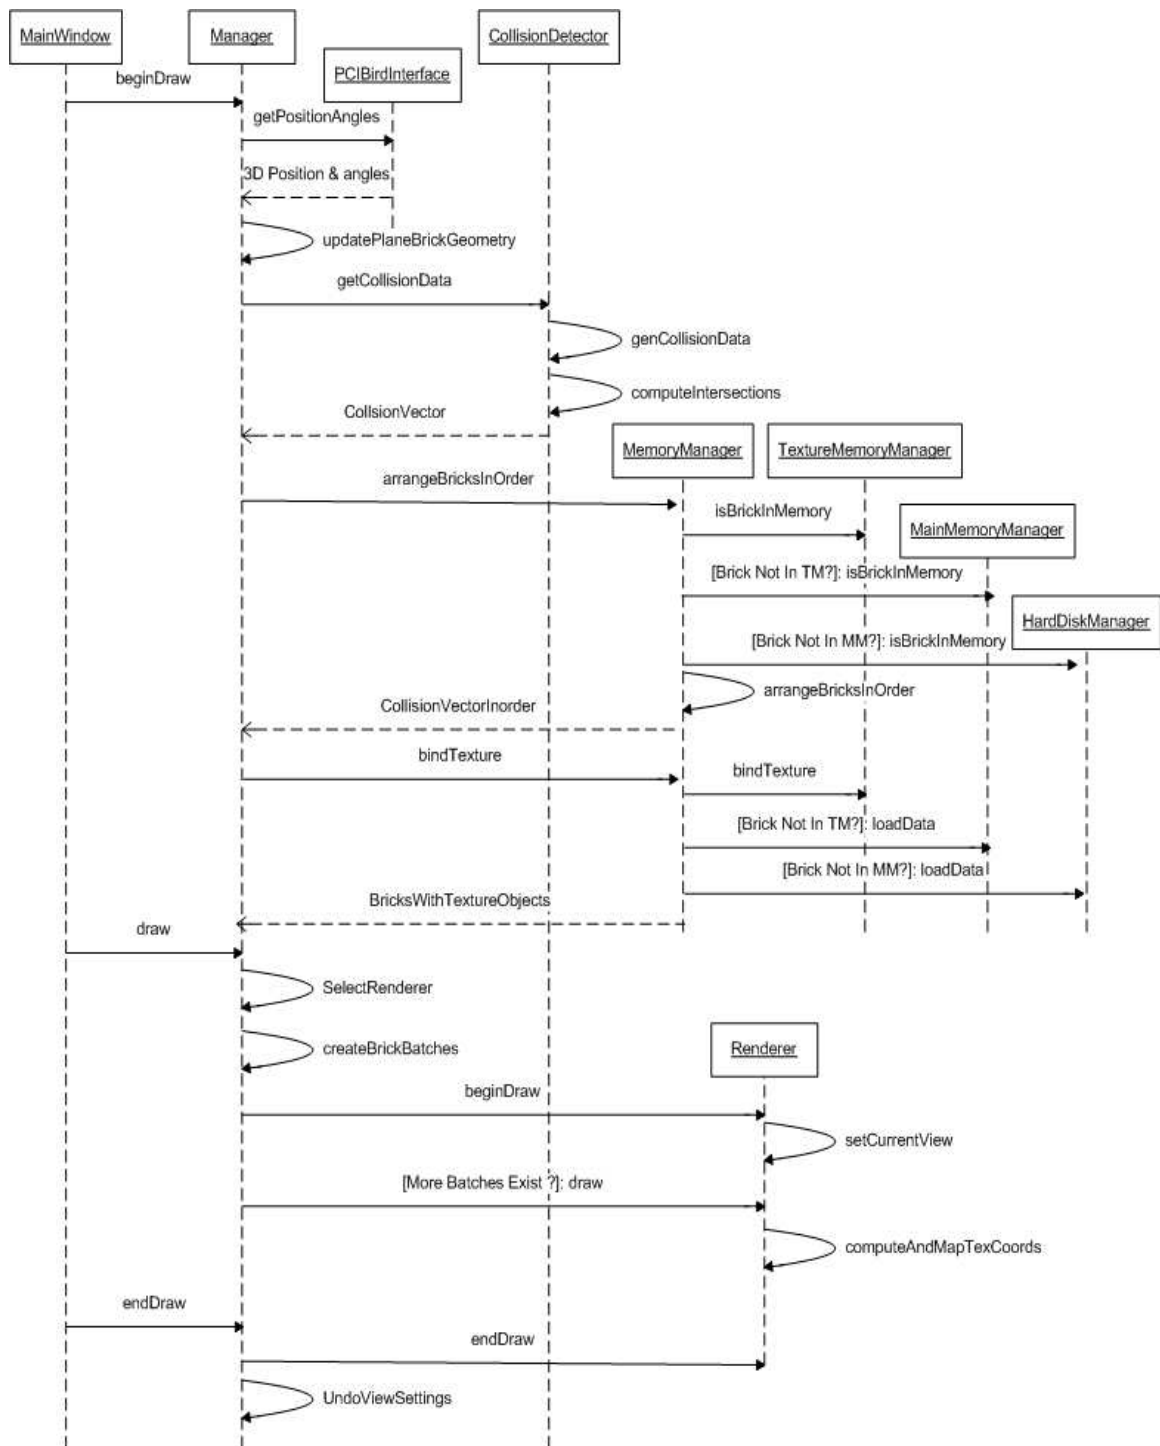 MainWindow
Manager
CollisionDetector
PCIBirdInterface
beginDraw
getPositionAngles
3D Position & angles
updatePlaneBrickGeometry
getCollisionData
genCollisionData
computeIntersections
CollsionVector
MemoryManager
TextureMemoryManager
arrangeBricksInOrder
isBrickInMemory
MainMemoryManager
[Brick Not In TM?]: isBrickInMemory
HardDiskManager
[Brick Not In MM?]: isBrickInMemory
arrangeBricksInOrder
CollisionVectorInorder
bindTexture
bindTexture
[Brick Not In TM?]: loadData
[Brick Not In MM?]: loadData
BricksWithTextureObjects
draw
SelectRenderer
createBrickBatches
Renderer
beginDraw
setCurrentView
[More Batches Exist ?]: draw
computeAndMapTexCoords
endDraw
endDraw
UndoViewSettings